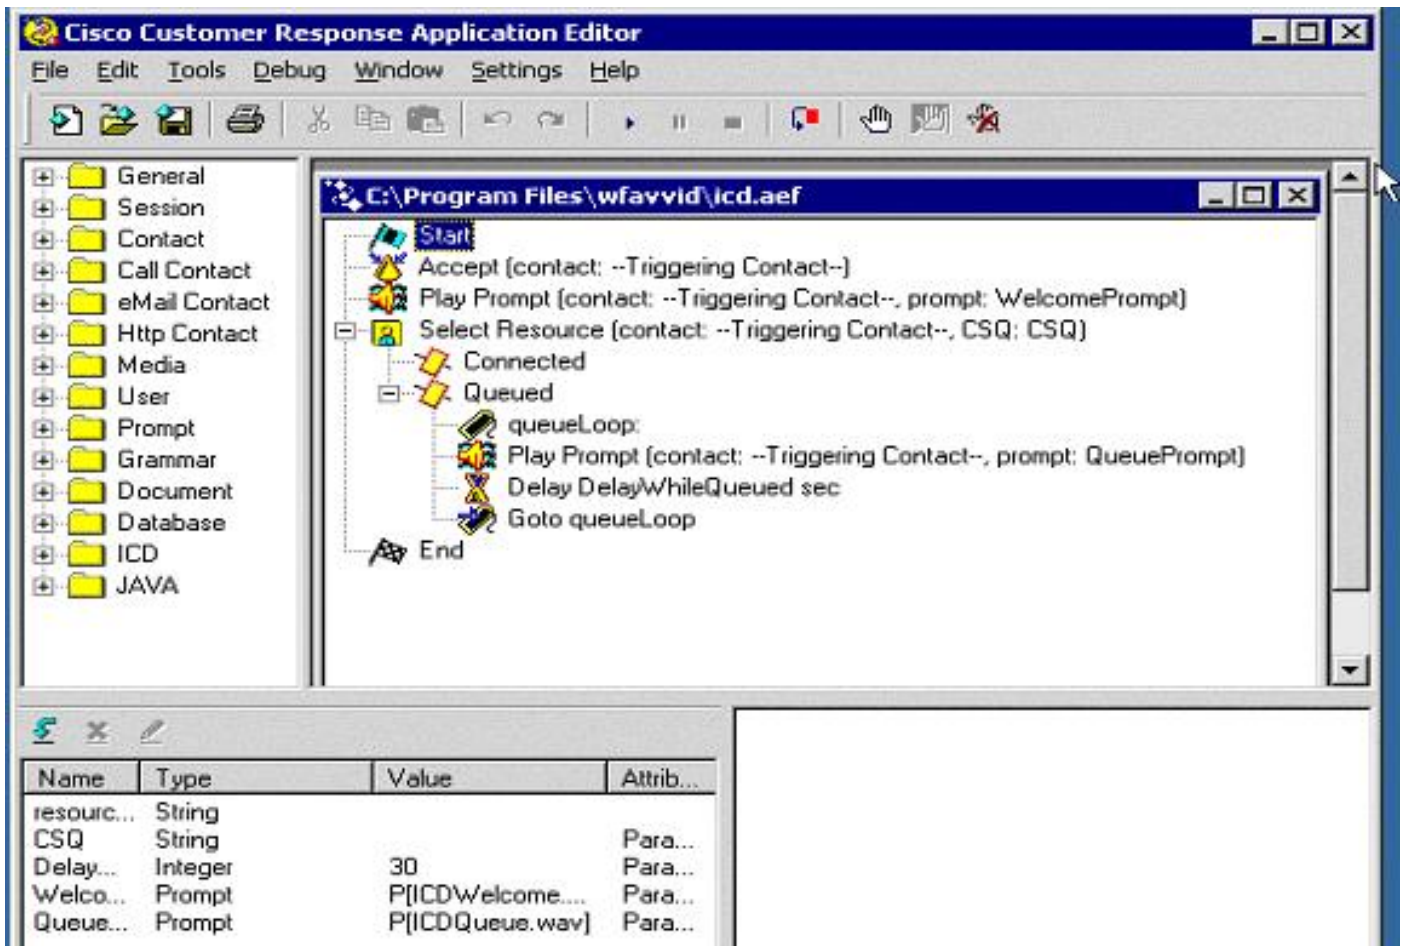 Cisco Customer Response Application Editor
File Edit Tools Debug Window Settings Help
General
Session
Contact
Call Contact
eMail Contact
Http Contact
Media
User
Prompt
Grammar
Document
Database
ICD
JAVA
C:\Program Files\wfavvid\icd.aef
Start
Accept (contact: --Triggering Contact--)
Play Prompt (contact: --Triggering Contact--, prompt: WelcomePrompt)
Select Resource (contact: --Triggering Contact--, CSQ: CSQ)
Connected
Queued
queueLoop:
Play Prompt (contact: --Triggering Contact--, prompt: QueuePrompt)
Delay DelayWhileQueued sec
Goto queueLoop
End
Name Type Value Attrib...
resourc... String
CSQ String Para...
Delay... Integer 30 Para...
Welco... Prompt P[ICDWelcome.... Para...
Queue... Prompt P[ICDQueue.wav] Para...